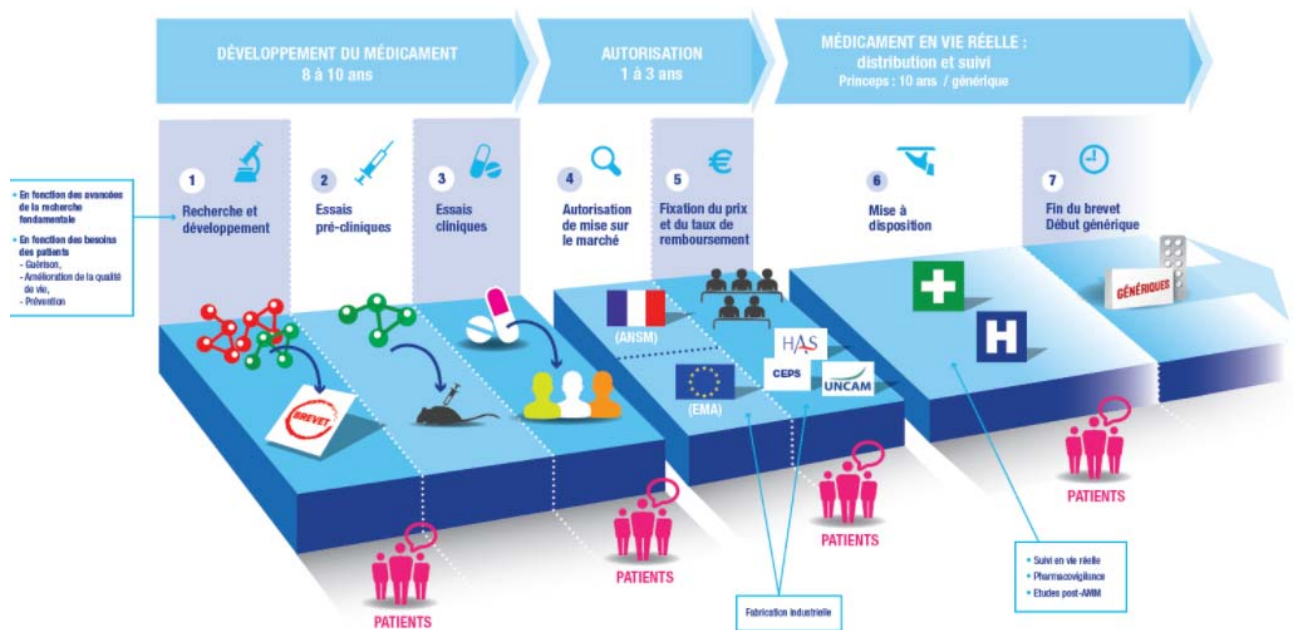 DÉVELOPPEMENT DU MÉDICAMENT
8 à 10 ans
AUTORISATION
1 à 3 ans
MÉDICAMENT EN VIE RÉELLE :
distribution et suivi
Princeps : 10 ans / générique
• En fonction des avancées
de la recherche
fondamentale
• En fonction des besoins
des patients
- Guérison,
- Amélioration de la qualité
de vie,
- Prévention
1
Recherche et
développement
2
Essais
pré-cliniques
3
Essais
cliniques
4
Autorisation
de mise sur
le marché
5
€
Fixation du prix
et du taux de
remboursement
6
Mise à
disposition
7
Fin du brevet
Début générique
BREVET
(ANSM)
(EMA)
HAS
CEPS
UNCAM
H
GÉNÉRIQUES
PATIENTS
PATIENTS
PATIENTS
PATIENTS
Fabrication industrielle
• Suivi en vie réelle
• Pharmacovigilance
• Etudes post-AMM